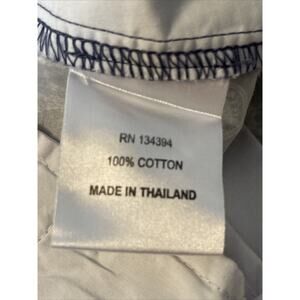 RN 134394
100% COTTON
MADE IN THAILAND